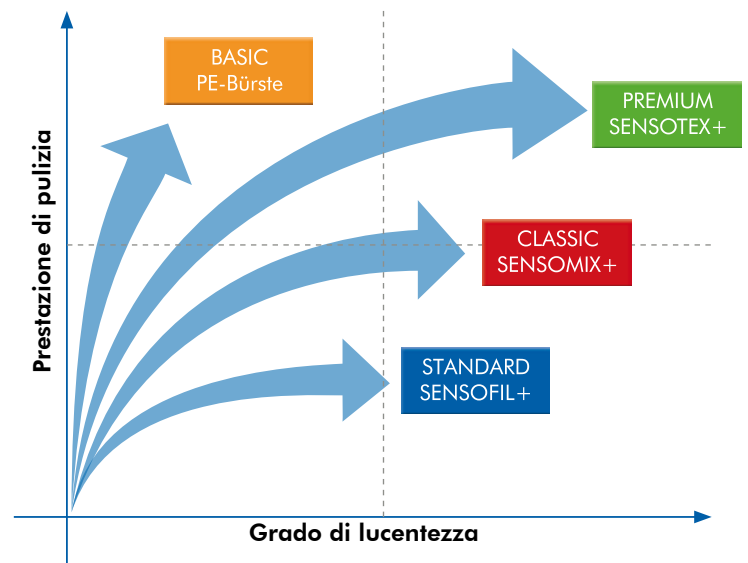 BASIC
PE-Bürste
PREMIUM
SENSOTEX+
CLASSIC
SENSOMIX+
STANDARD
SENSOFIL+
Prestazione di pulizia
Grado di lucentezza